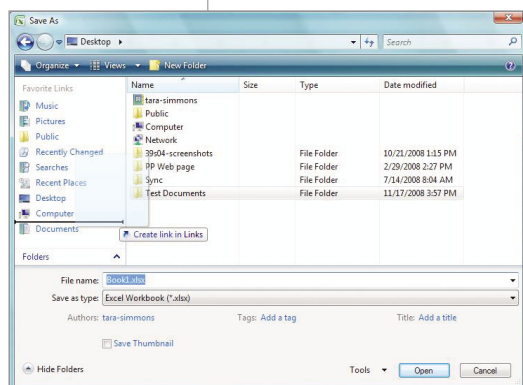 Save As
Desktop
Search
Organize Views New Folder
Favorite Links
Music
Pictures
Public
Recently Changed
Searches
Recent Places
Desktop
Computer
Documents
Folders
Name Size Type Date modified
tara-simmons
Public
Computer
Network
39s04-screenshots File Folder 10/21/2008 1:15 PM
PP Web page File Folder 2/29/2008 2:27 PM
Sync File Folder 7/14/2008 8:04 AM
Test Documents File Folder 11/17/2008 3:57 PM
Create link in Links
File name: Book1.xlsx
Save as type: Excel Workbook (*.xlsx)
Authors: tara-simmons Tags: Add a tag Title: Add a title
Save Thumbnail
Hide Folders Tools Open Cancel